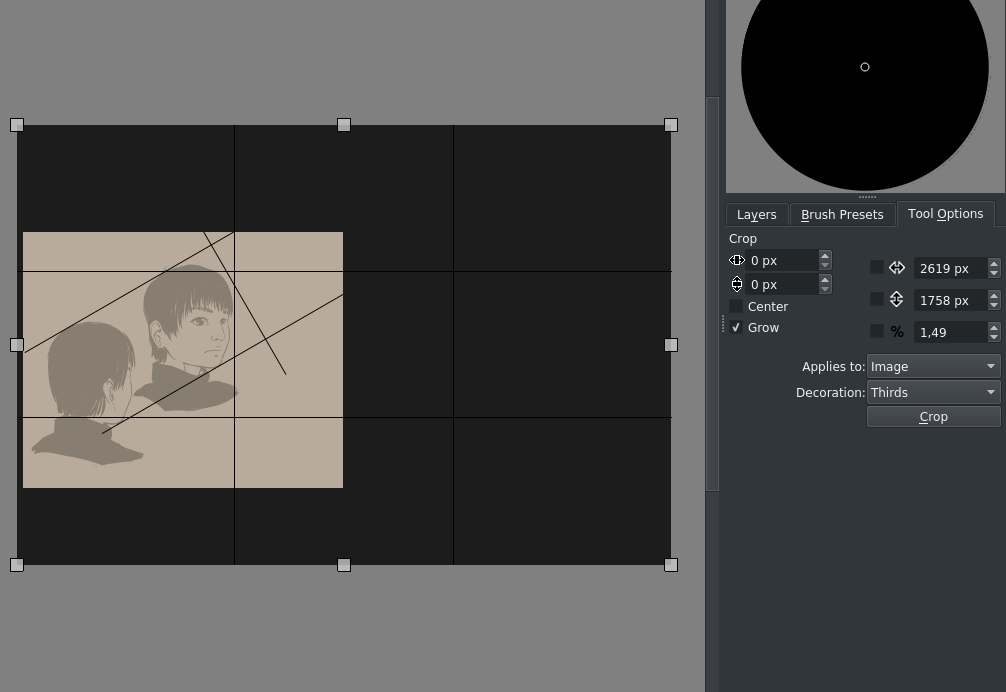 Layers Brush Presets Tool Options
Crop
0 px
2619 px
0 px
1758 px
Center
Grow
% 1,49
Applies to: Image
Decoration: Thirds
Crop